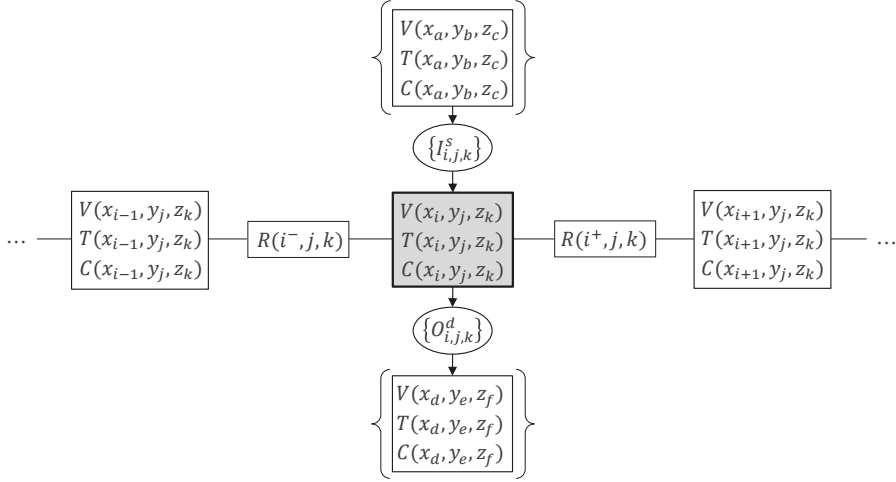 V(x_a, y_b, z_c)
T(x_a, y_b, z_c)
C(x_a, y_b, z_c)
{I^s_{i,j,k}}
V(x_{i−1}, y_j, z_k)
T(x_{i−1}, y_j, z_k)
C(x_{i−1}, y_j, z_k)
...
R(i^−, j, k)
V(x_i, y_j, z_k)
T(x_i, y_j, z_k)
C(x_i, y_j, z_k)
R(i^+, j, k)
V(x_{i+1}, y_j, z_k)
T(x_{i+1}, y_j, z_k)
C(x_{i+1}, y_j, z_k)
...
{O^d_{i,j,k}}
V(x_d, y_e, z_f)
T(x_d, y_e, z_f)
C(x_d, y_e, z_f)